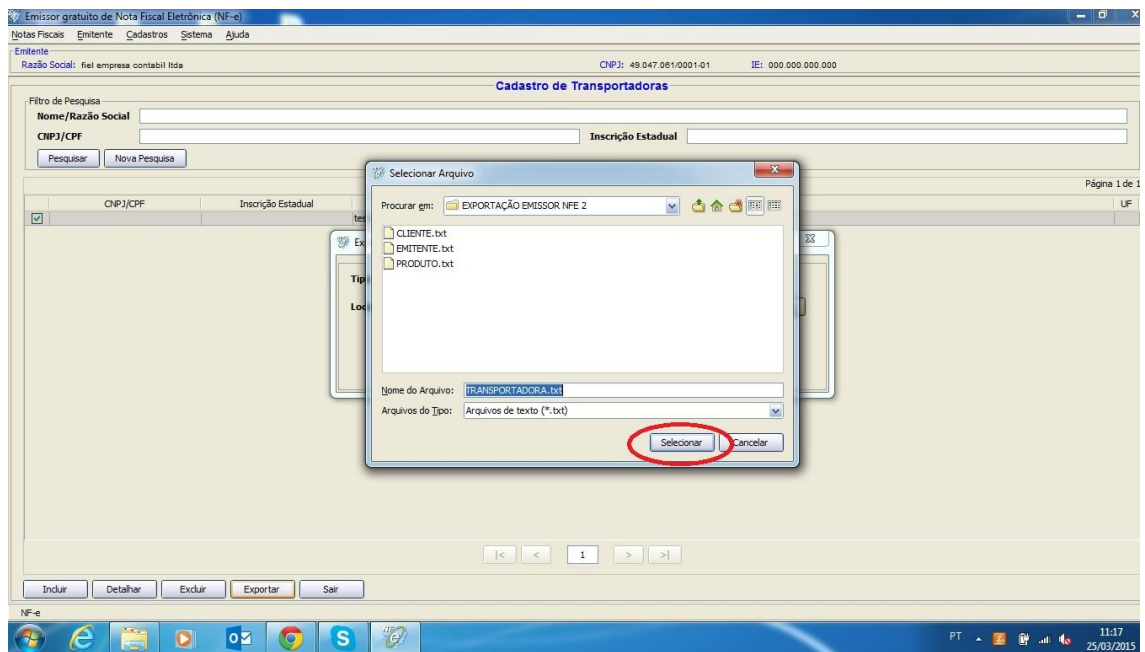 Emissor gratuito de Nota Fiscal Eletrônica (NF-e)
Notas Fiscais Emitente Cadastros Sistema Ajuda
Emitente
Razão Social: fiel empresa contabil ltda CNPJ: 49.047.061/0001-01 IE: 000.000.000.000
Cadastro de Transportadoras
Filtro de Pesquisa
Nome/Razão Social
CNPJ/CPF Inscrição Estadual
Pesquisar Nova Pesquisa
Selecionar Arquivo
Página 1 de 1
CNPJ/CPF Inscrição Estadual UF
Procurar em: EXPORTAÇÃO EMISSOR NFE 2
CLIENTE.txt
EMITENTE.txt
PRODUTO.txt
Nome do Arquivo: TRANSPORTADORA.txt
Arquivos do Tipo: Arquivos de texto (*.txt)
Selecionar Cancelar
|< < 1 > >|
Incluir Detalhar Excluir Exportar Sair
NF-e
PT 11:17
25/03/2015